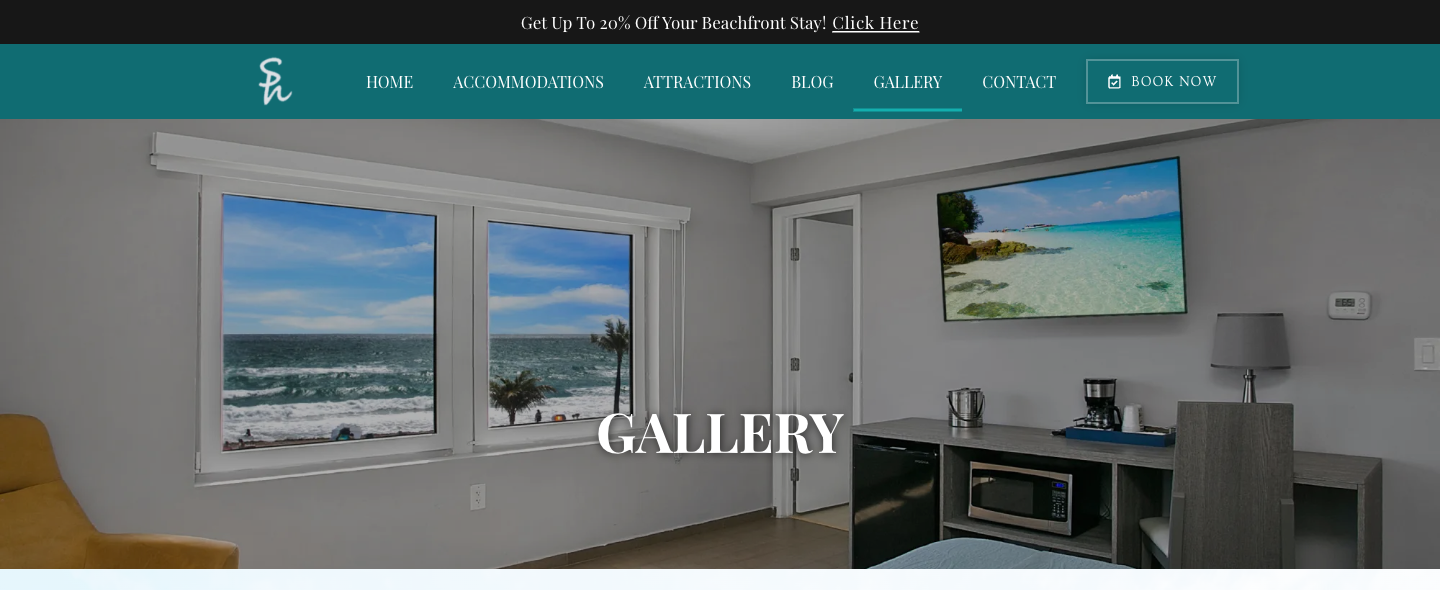 Get Up To 20% Off Your Beachfront Stay! Click Here
Sh
HOME ACCOMMODATIONS ATTRACTIONS BLOG GALLERY CONTACT BOOK NOW
GALLERY